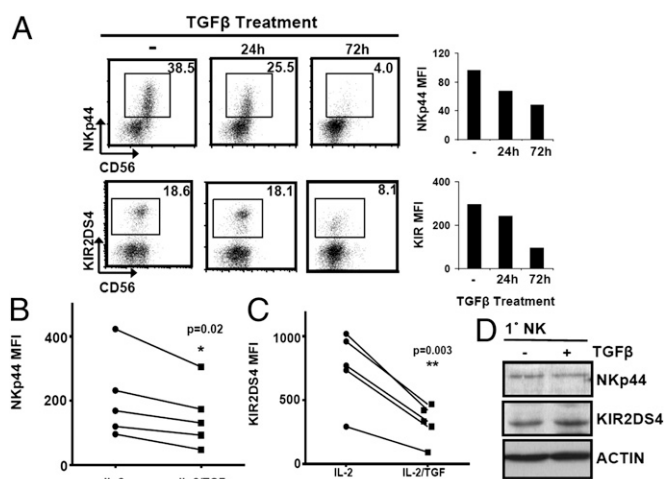 A
TGFβ Treatment
- 24h 72h
38.5 25.5 4.0
NKp44
CD56
120
80
40
0
NKp44 MFI
- 24h 72h
18.6 18.1 8.1
KIR2DS4
CD56
400
200
0
KIR MFI
- 24h 72h
TGFβ Treatment
B
p=0.02
*
400
200
0
NKp44 MFI
C
p=0.003
**
1000
500
0
KIR2DS4 MFI
IL-2 IL-2/TGF
D
1˚ NK
- + TGFβ
NKp44
KIR2DS4
ACTIN